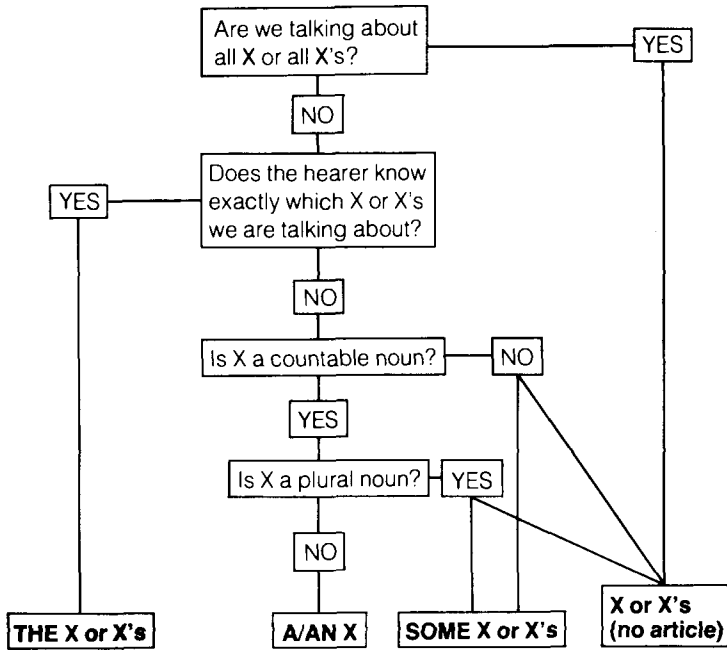 Are we talking about
all X or all X's?
YES
NO
Does the hearer know
exactly which X or X's
we are talking about?
YES
NO
Is X a countable noun?
NO
YES
Is X a plural noun?
YES
NO
THE X or X's
A/AN X
SOME X or X's
X or X's
(no article)